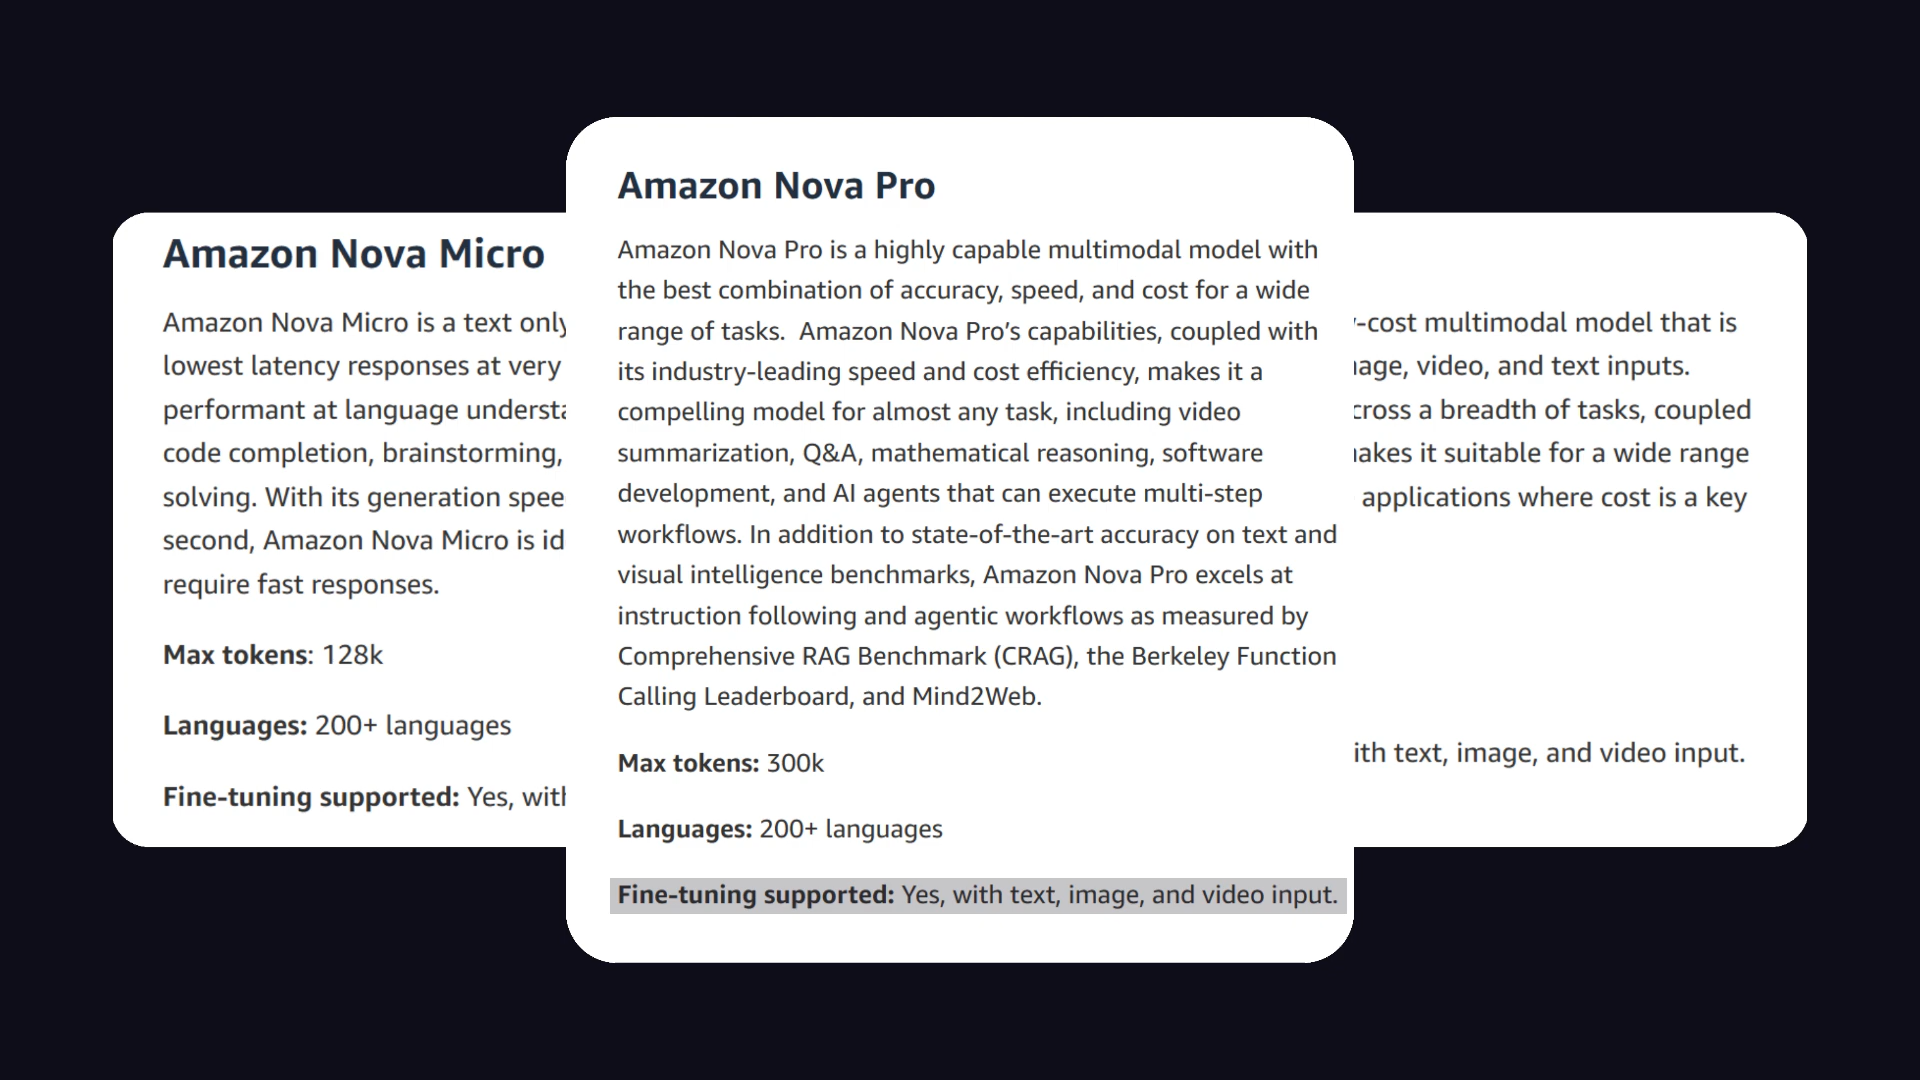 Amazon Nova Micro
Amazon Nova Micro is a text only
lowest latency responses at very
performant at language
code completion, brainstorming,
solving. With its generation
second, Amazon Nova Micro is
require fast responses.
Max tokens: 128k
Languages: 200+ languages
Fine-tuning supported: Yes, with
Amazon Nova Pro
Amazon Nova Pro is a highly capable multimodal model with
the best combination of accuracy, speed, and cost for a wide
range of tasks.  Amazon Nova Pro’s capabilities, coupled with
its industry-leading speed and cost efficiency, makes it a
compelling model for almost any task, including video
summarization, Q&A, mathematical reasoning, software
development, and AI agents that can execute multi-step
workflows. In addition to state-of-the-art accuracy on text and
visual intelligence benchmarks, Amazon Nova Pro excels at
instruction following and agentic workflows as measured by
Comprehensive RAG Benchmark (CRAG), the Berkeley Function
Calling Leaderboard, and Mind2Web.
Max tokens: 300k
Languages: 200+ languages
Fine-tuning supported: Yes, with text, image, and video input.
-cost multimodal model that is
video, and text inputs.
a breadth of tasks, coupled
it suitable for a wide range
applications where cost is a key
text, image, and video input.